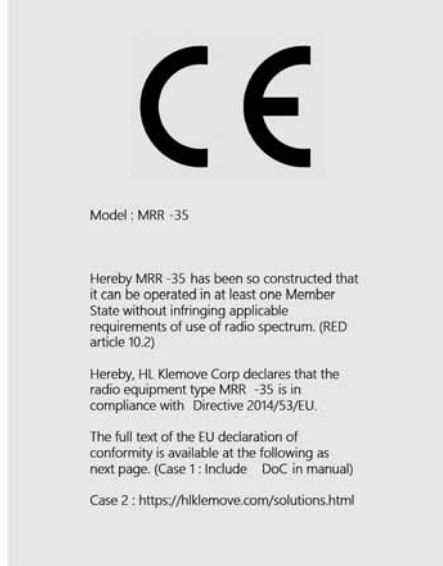 CE
Model : MRR -35
Hereby MRR -35 has been so constructed that
it can be operated in at least one Member
State without infringing applicable
requirements of use of radio spectrum. (RED
article 10.2)
Hereby, HL Klemove Corp declares that the
radio equipment type MRR -35 is in
compliance with Directive 2014/53/EU.
The full text of the EU declaration of
conformity is available at the following as
next page. (Case 1 : Include DoC in manual)
Case 2 : https://hlklemove.com/solutions.html